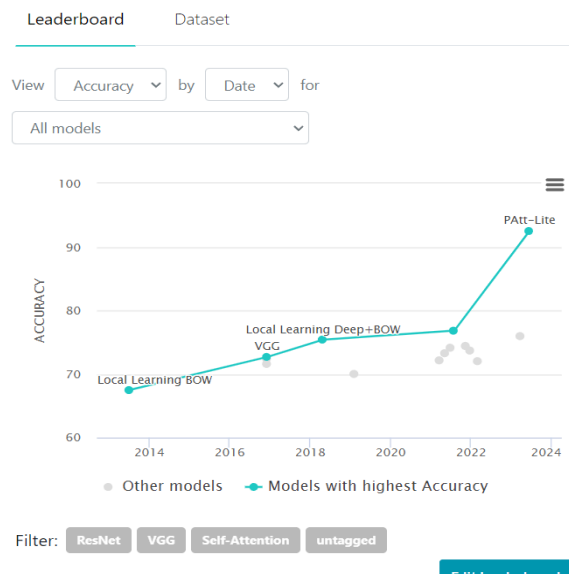 Leaderboard Dataset
View Accuracy by Date for
All models
100
90
80
70
60
ACCURACY
PAtt-Lite
Local Learning Deep+BOW
VGG
Local Learning BOW
2014 2016 2018 2020 2022 2024
Other models Models with highest Accuracy
Filter: ResNet VGG Self-Attention untagged